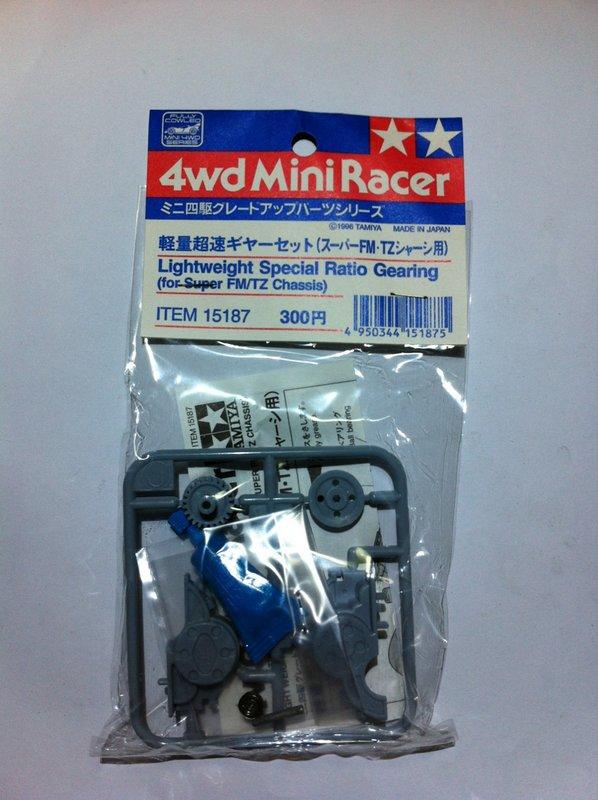 FULLY
COWLED
MINI 4WD
SERIES
4wd Mini Racer
ミニ四駆グレードアップパーツシリーズ
©1996 TAMIYA MADE IN JAPAN
軽量超速ギヤーセット(スーパーFM・TZシャーシ用)
Lightweight Special Ratio Gearing
(for Super FM/TZ Chassis)
ITEM 15187 300円
4 950344 151875
ITEM 15187
TAMIYA